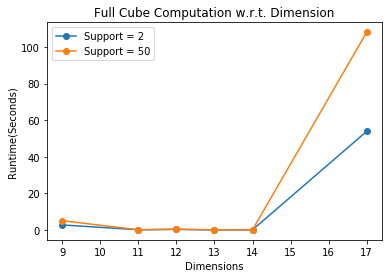 Full Cube Computation w.r.t. Dimension
Support = 2
Support = 50
100
80
60
40
20
0
Runtime(Seconds)
9 10 11 12 13 14 15 16 17
Dimensions